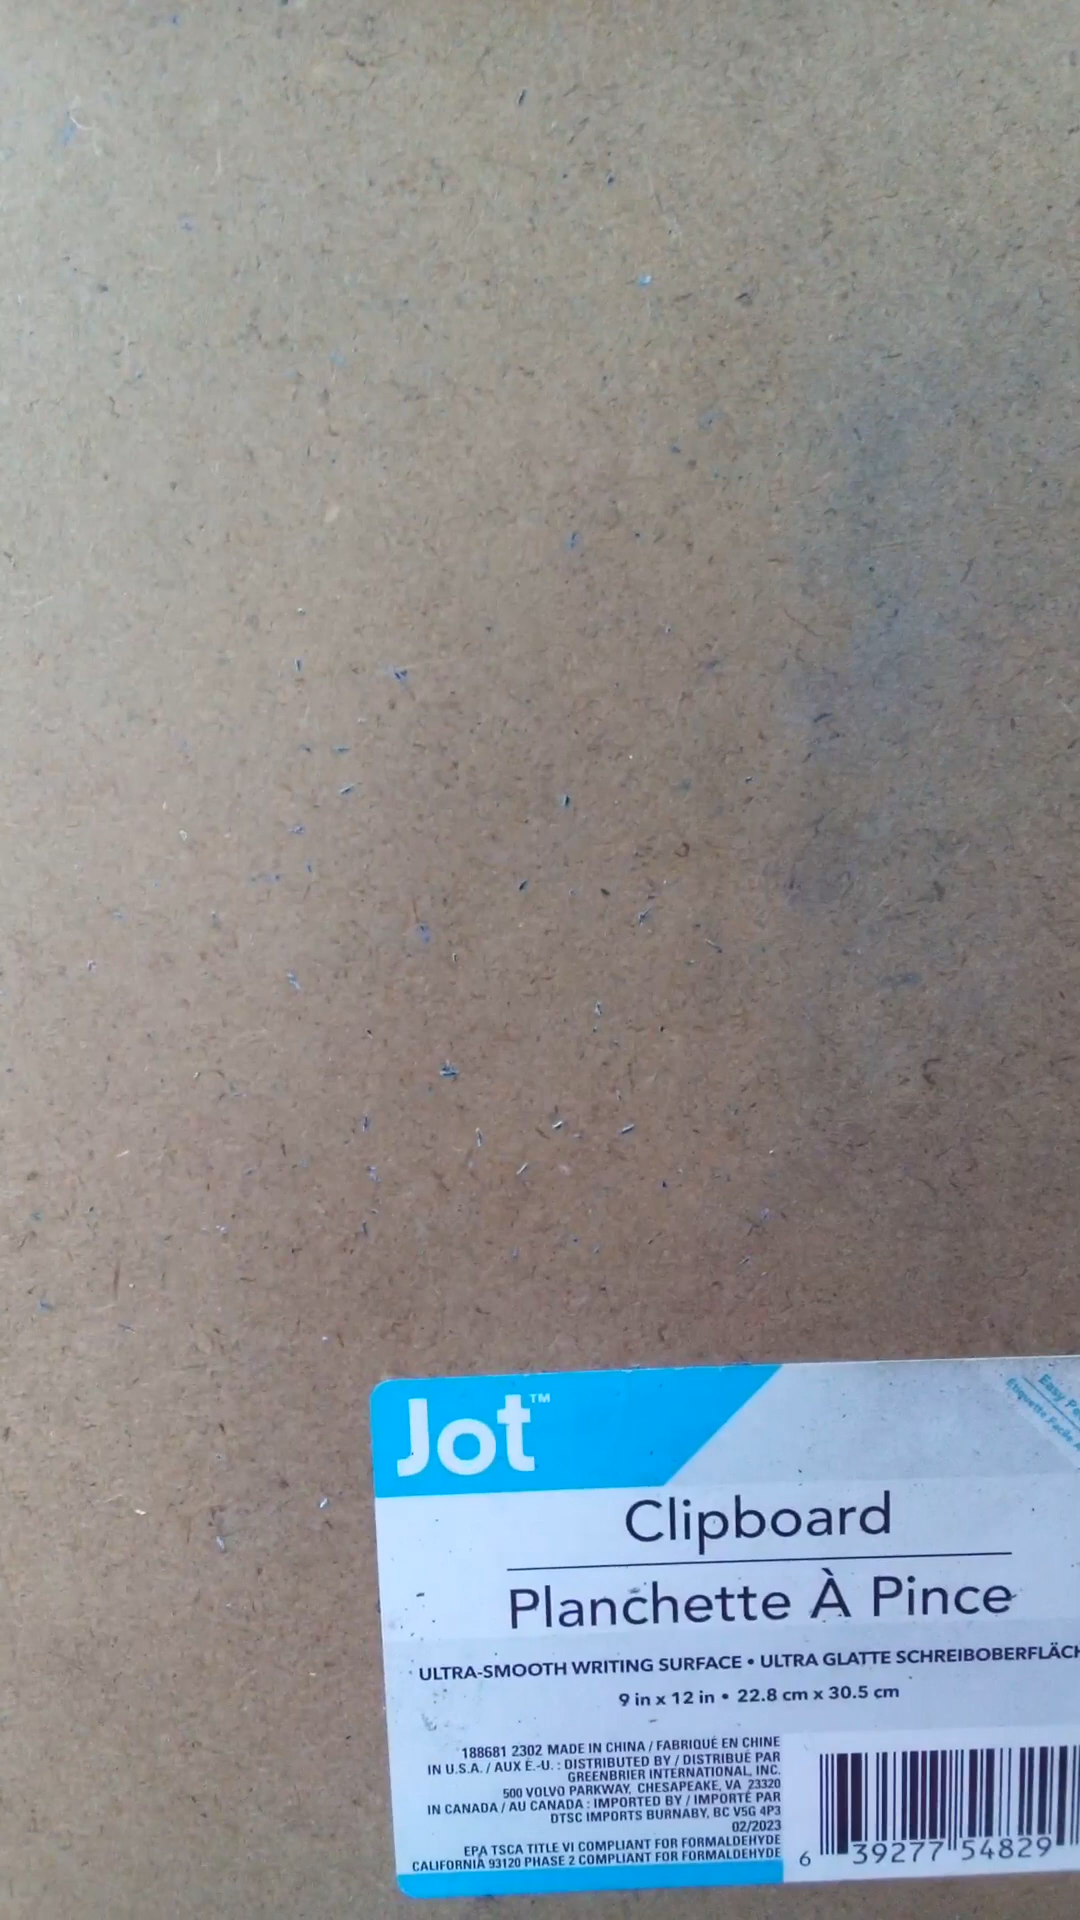 Jot™
Easy Pe
Étiquette Facile À
Clipboard
Planchette À Pince
ULTRA-SMOOTH WRITING SURFACE • ULTRA GLATTE SCHREIBOBERFLÄCH
9 in x 12 in • 22.8 cm x 30.5 cm
188681 2302 MADE IN CHINA / FABRIQUÉ EN CHINE
IN U.S.A. / AUX É.-U. : DISTRIBUTED BY / DISTRIBUÉ PAR
GREENBRIER INTERNATIONAL, INC.
500 VOLVO PARKWAY, CHESAPEAKE, VA 23320
IN CANADA / AU CANADA : IMPORTED BY / IMPORTÉ PAR
DTSC IMPORTS BURNABY, BC V5G 4P3
02/2023
EPA TSCA TITLE VI COMPLIANT FOR FORMALDEHYDE
CALIFORNIA 93120 PHASE 2 COMPLIANT FOR FORMALDEHYDE
6 39277 54829